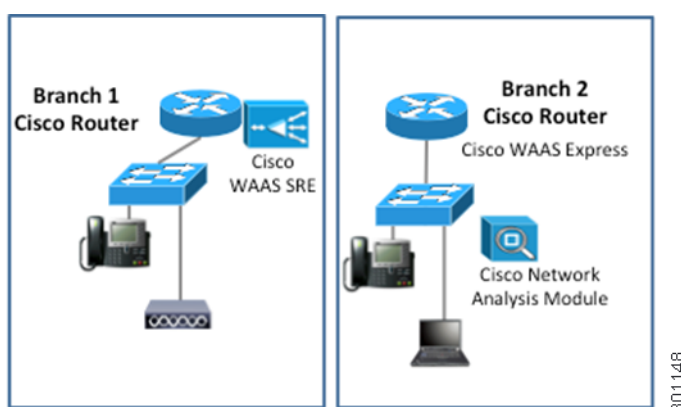 Branch 1
Cisco Router
Cisco
WAAS SRE
Branch 2
Cisco Router
Cisco WAAS Express
Cisco Network
Analysis Module
301148